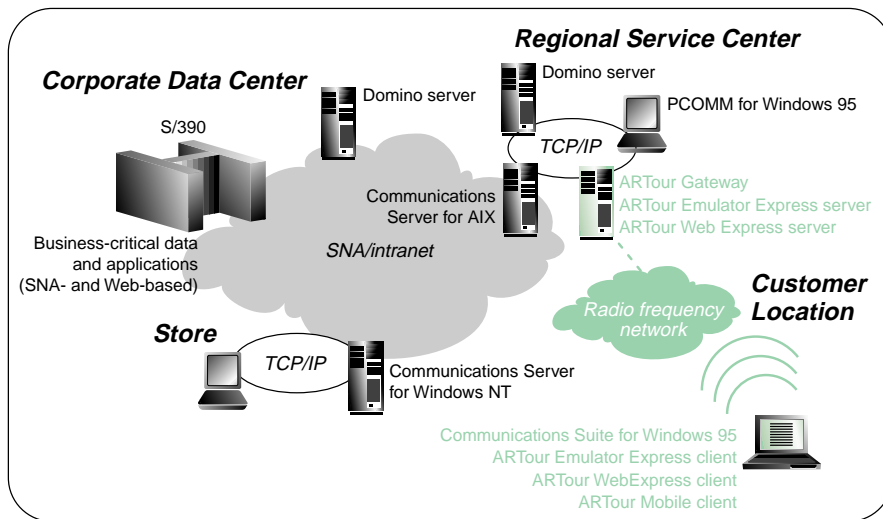 Regional Service Center
Corporate Data Center
Domino server
Domino server
PCOMM for Windows 95
S/390
TCP/IP
Communications
Server for AIX
ARTour Gateway
ARTour Emulator Express server
ARTour Web Express server
Business-critical data
and applications
(SNA- and Web-based)
SNA/intranet
Customer
Location
Radio frequency
network
Store
TCP/IP
Communications Server
for Windows NT
Communications Suite for Windows 95
ARTour Emulator Express client
ARTour WebExpress client
ARTour Mobile client